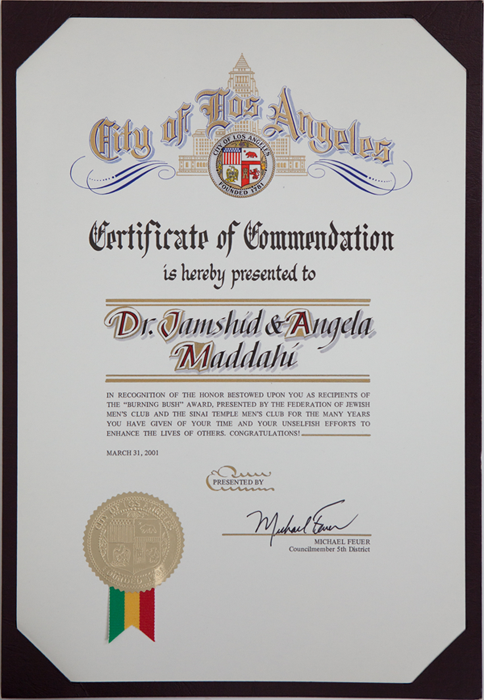 City of Los Angeles
CITY OF LOS ANGELES
FOUNDED 1781
Certificate of Commendation
is hereby presented to
Dr. Jamshid & Angela
Maddahi
IN RECOGNITION OF THE HONOR BESTOWED UPON YOU AS RECIPIENTS OF
THE "BURNING BUSH" AWARD, PRESENTED BY THE FEDERATION OF JEWISH
MEN'S CLUB AND THE SINAI TEMPLE MEN'S CLUB FOR THE MANY YEARS
YOU HAVE GIVEN OF YOUR TIME AND YOUR UNSELFISH EFFORTS TO
ENHANCE THE LIVES OF OTHERS. CONGRATULATIONS!
MARCH 31, 2001
PRESENTED BY
Michael Feuer
MICHAEL FEUER
Councilmember 5th District
CITY OF LOS ANGELES